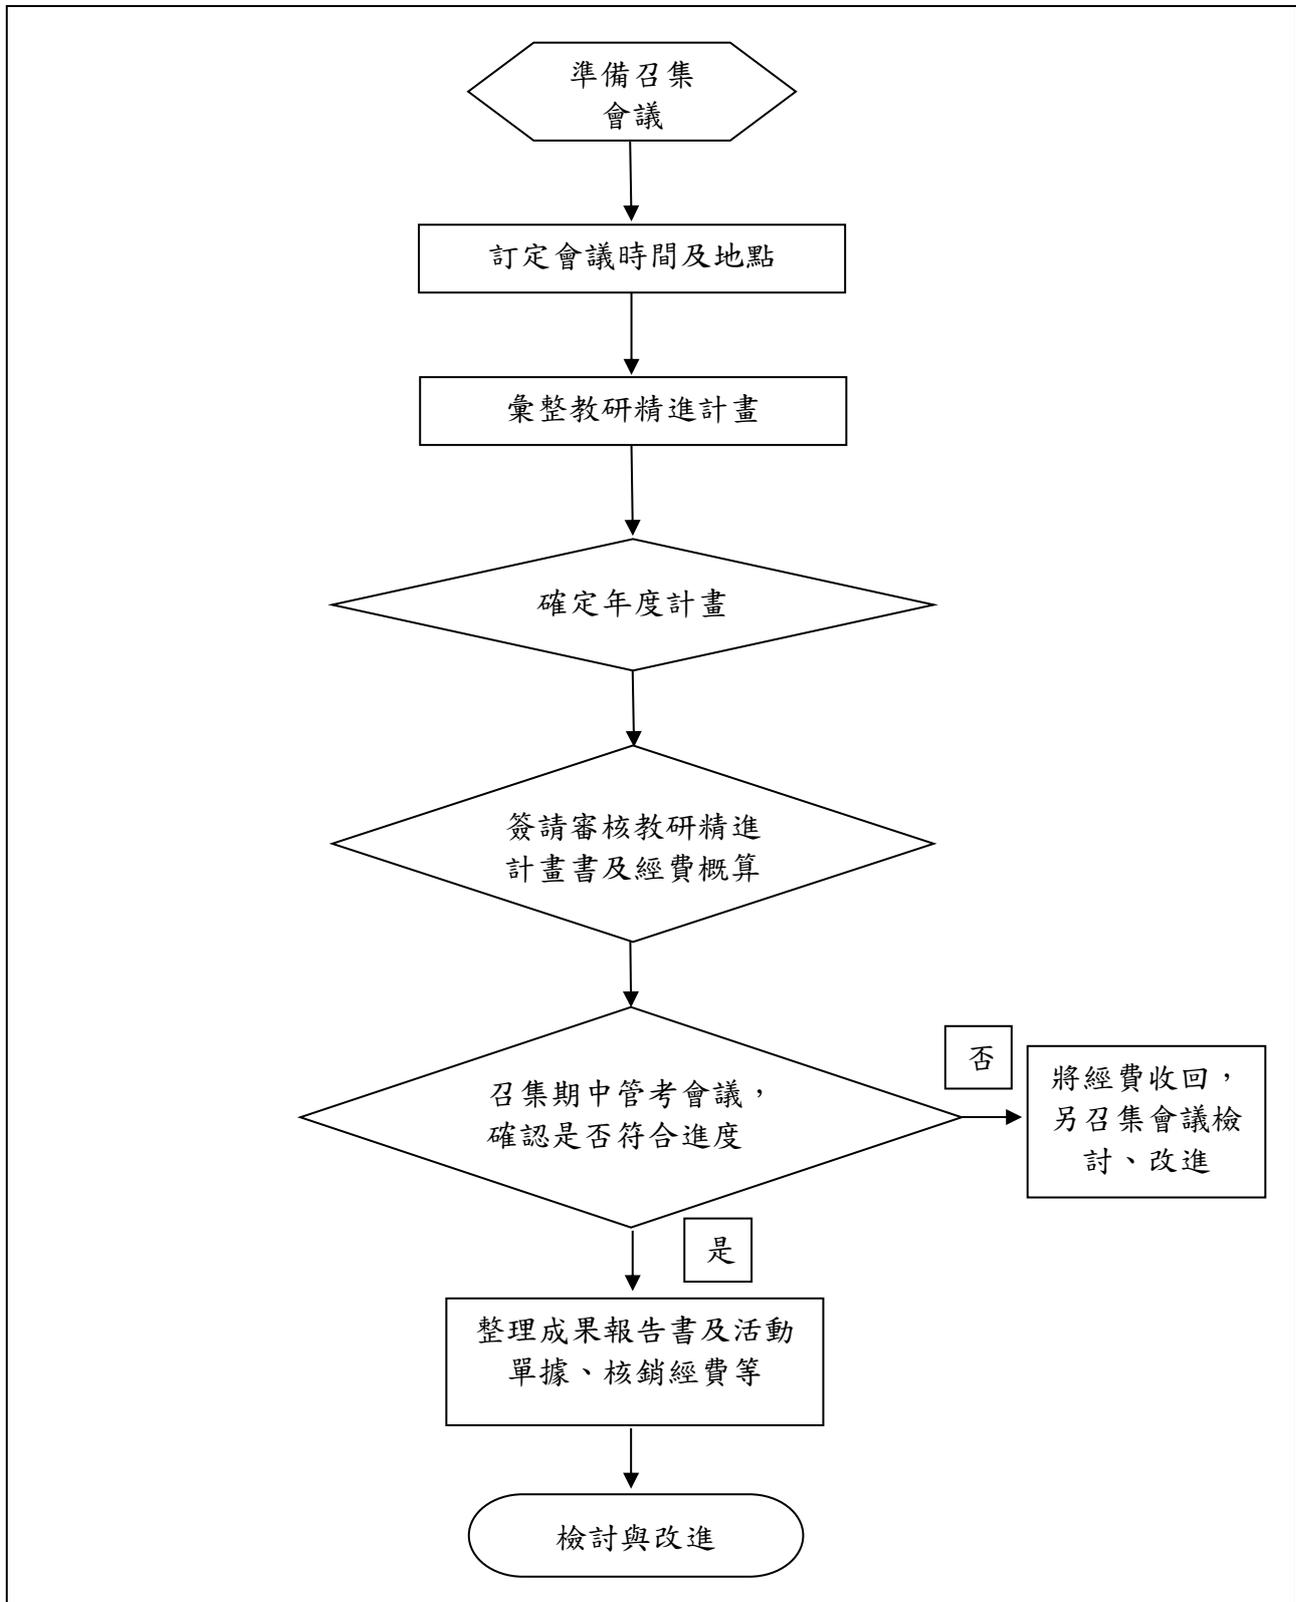 準備召集
會議
訂定會議時間及地點
彙整教研精進計畫
確定年度計畫
簽請審核教研精進
計畫書及經費概算
召集期中管考會議，
確認是否符合進度
否
將經費收回，
另召集會議檢
討、改進
是
整理成果報告書及活動
單據、核銷經費等
檢討與改進